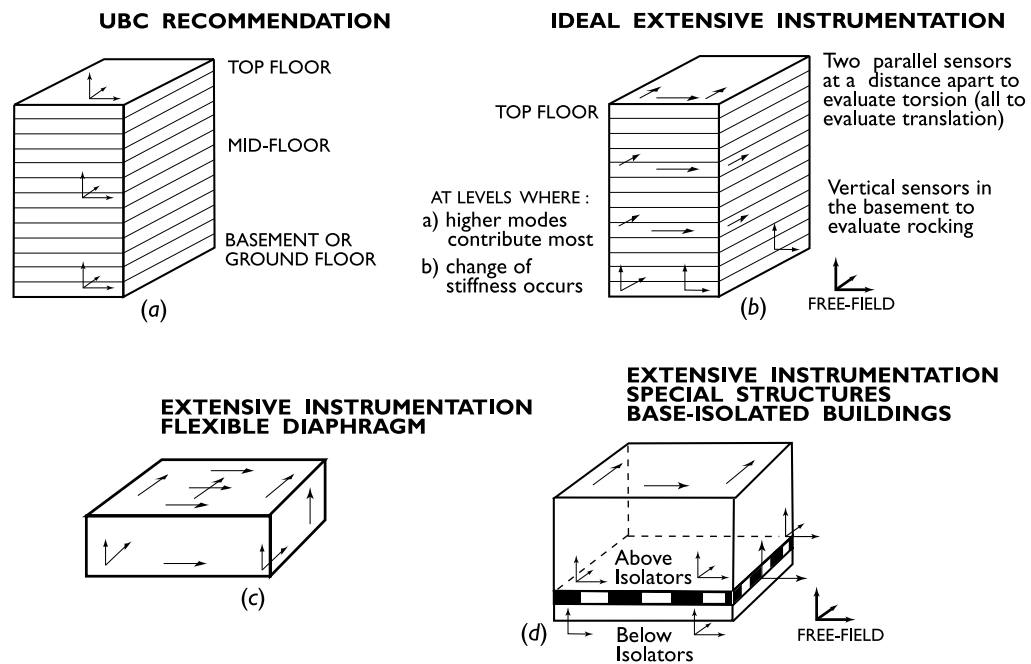 UBC RECOMMENDATION
TOP FLOOR
MID-FLOOR
BASEMENT OR
GROUND FLOOR
(a)
IDEAL EXTENSIVE INSTRUMENTATION
TOP FLOOR
Two parallel sensors
at a distance apart to
evaluate torsion (all to
evaluate translation)
AT LEVELS WHERE :
a) higher modes
contribute most
b) change of
stiffness occurs
Vertical sensors in
the basement to
evaluate rocking
FREE-FIELD
(b)
EXTENSIVE INSTRUMENTATION
FLEXIBLE DIAPHRAGM
(c)
EXTENSIVE INSTRUMENTATION
SPECIAL STRUCTURES
BASE-ISOLATED BUILDINGS
Above
Isolators
Below
Isolators
FREE-FIELD
(d)